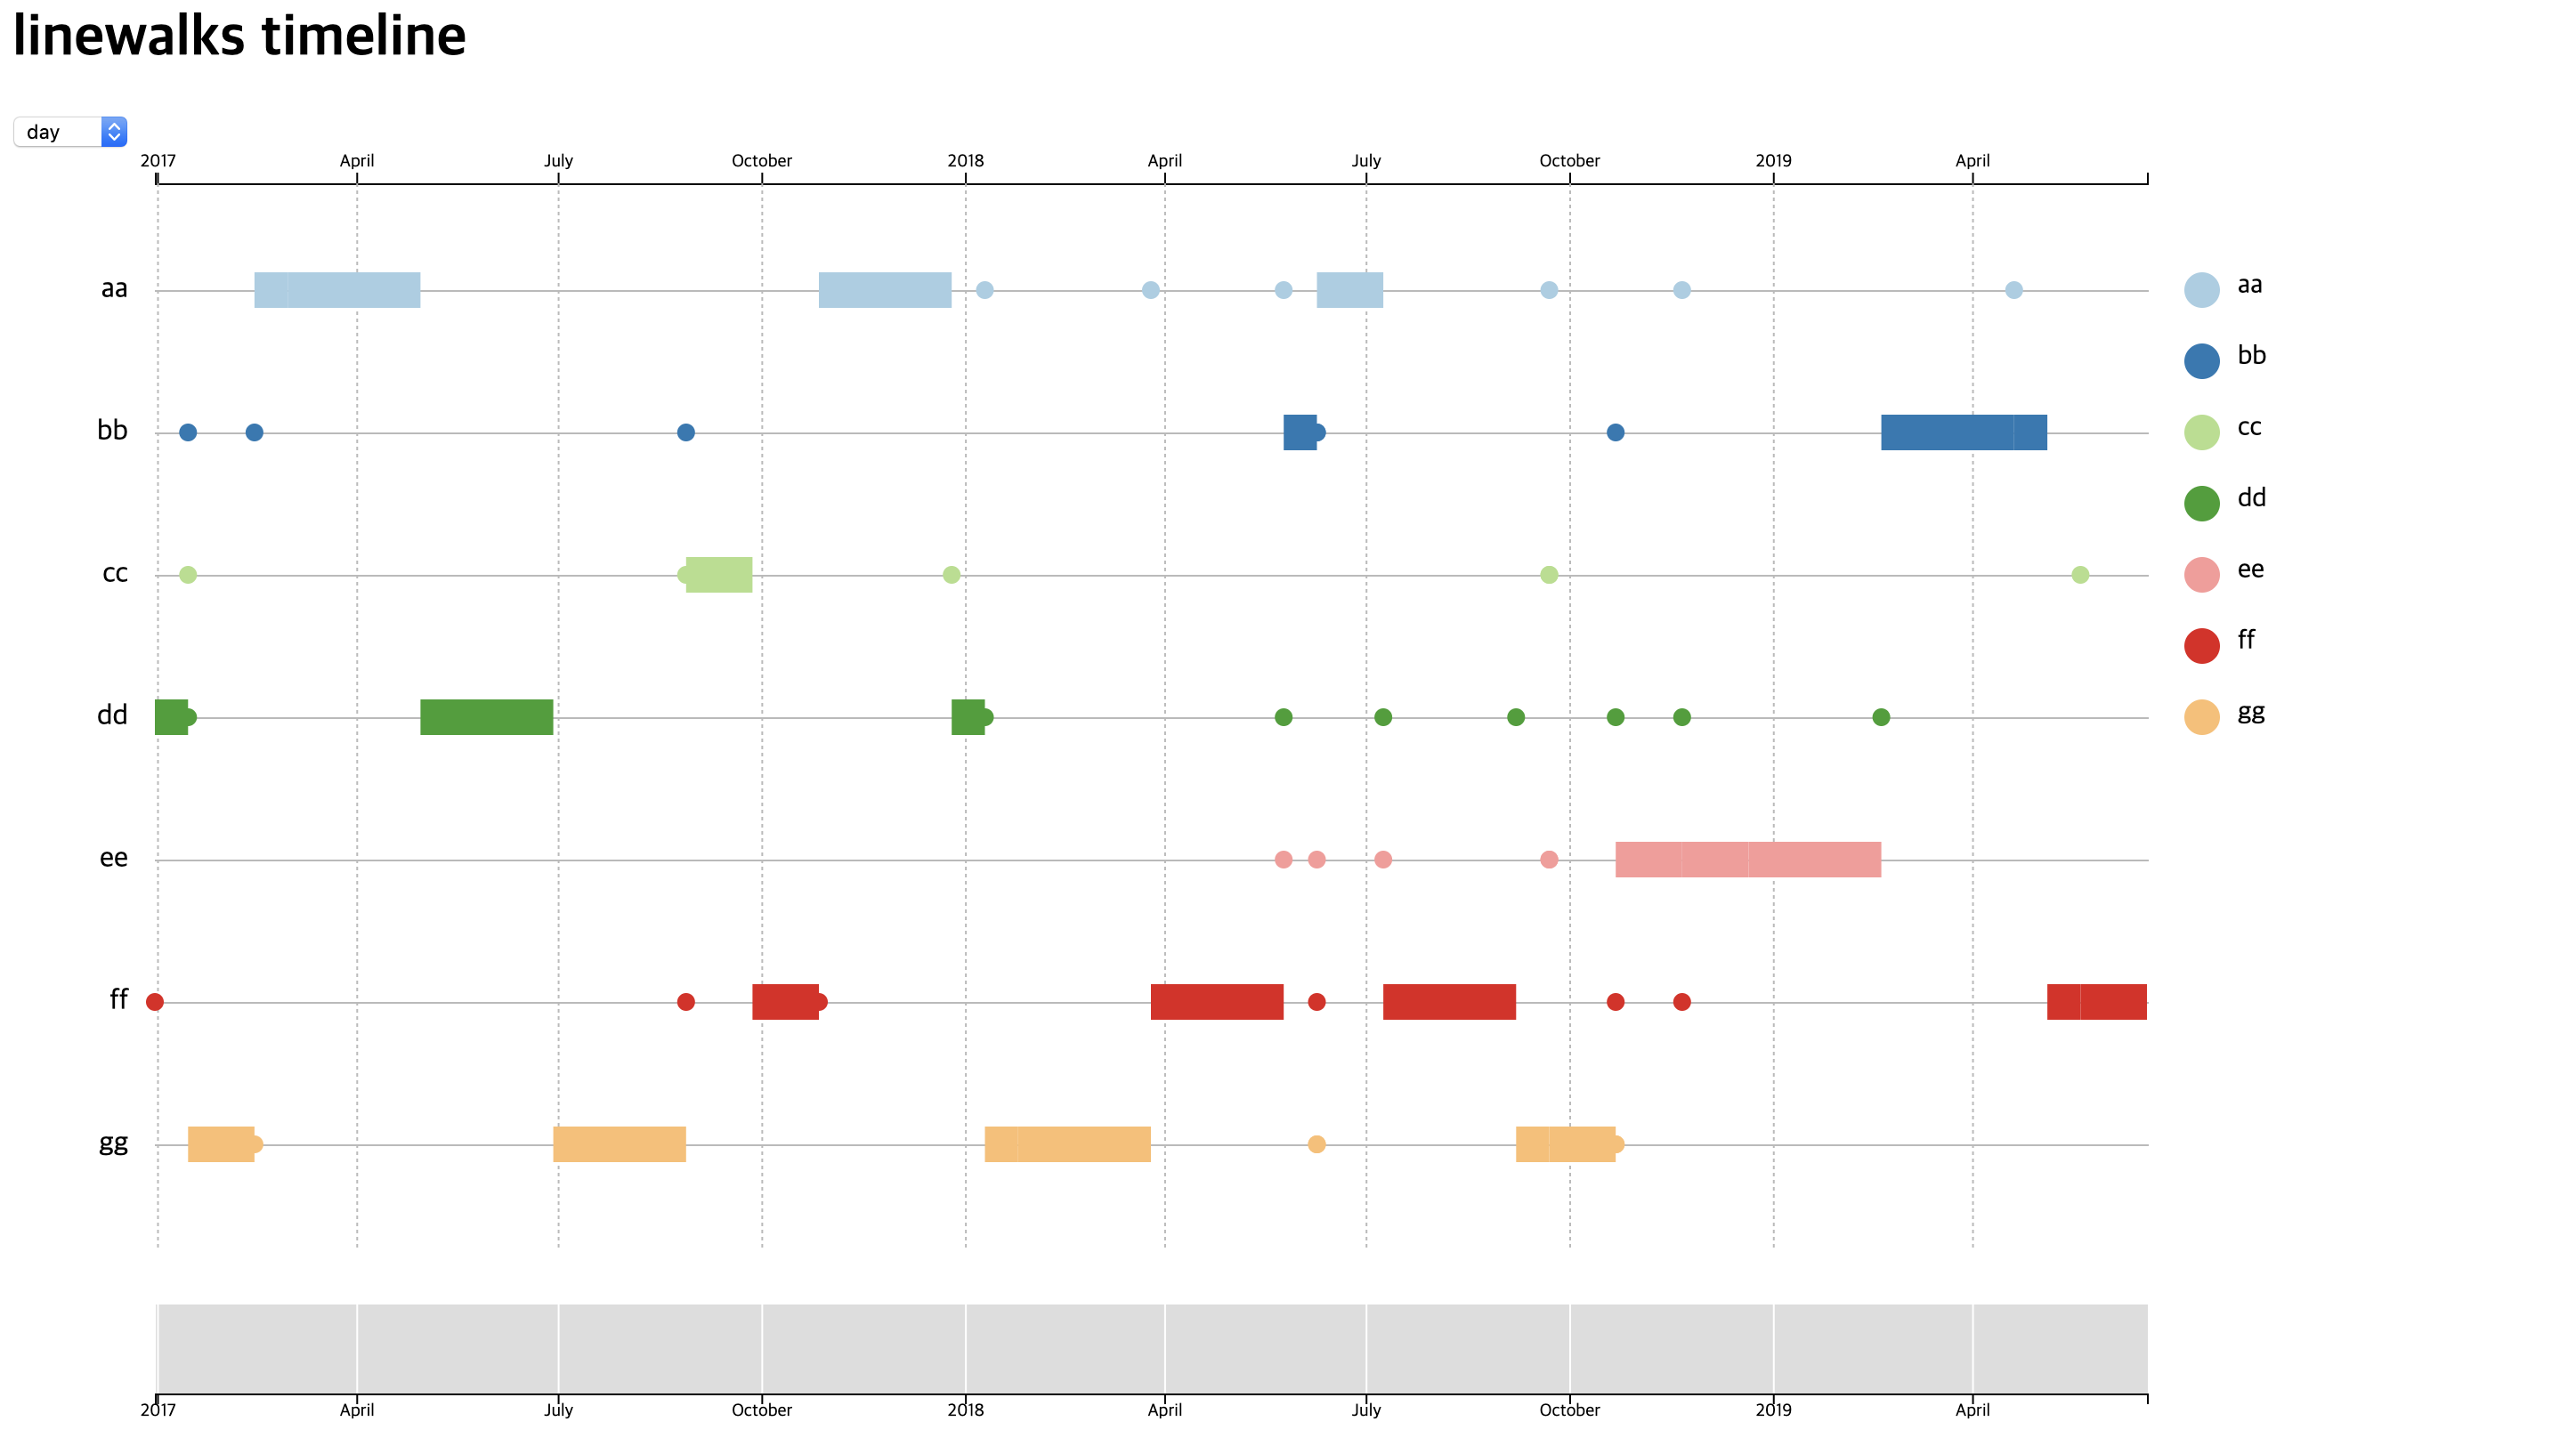 linewalks timeline
day
2017 April July October 2018 April July October 2019 April
aa
bb
cc
dd
ee
ff
gg
aa
bb
cc
dd
ee
ff
gg
2017 April July October 2018 April July October 2019 April